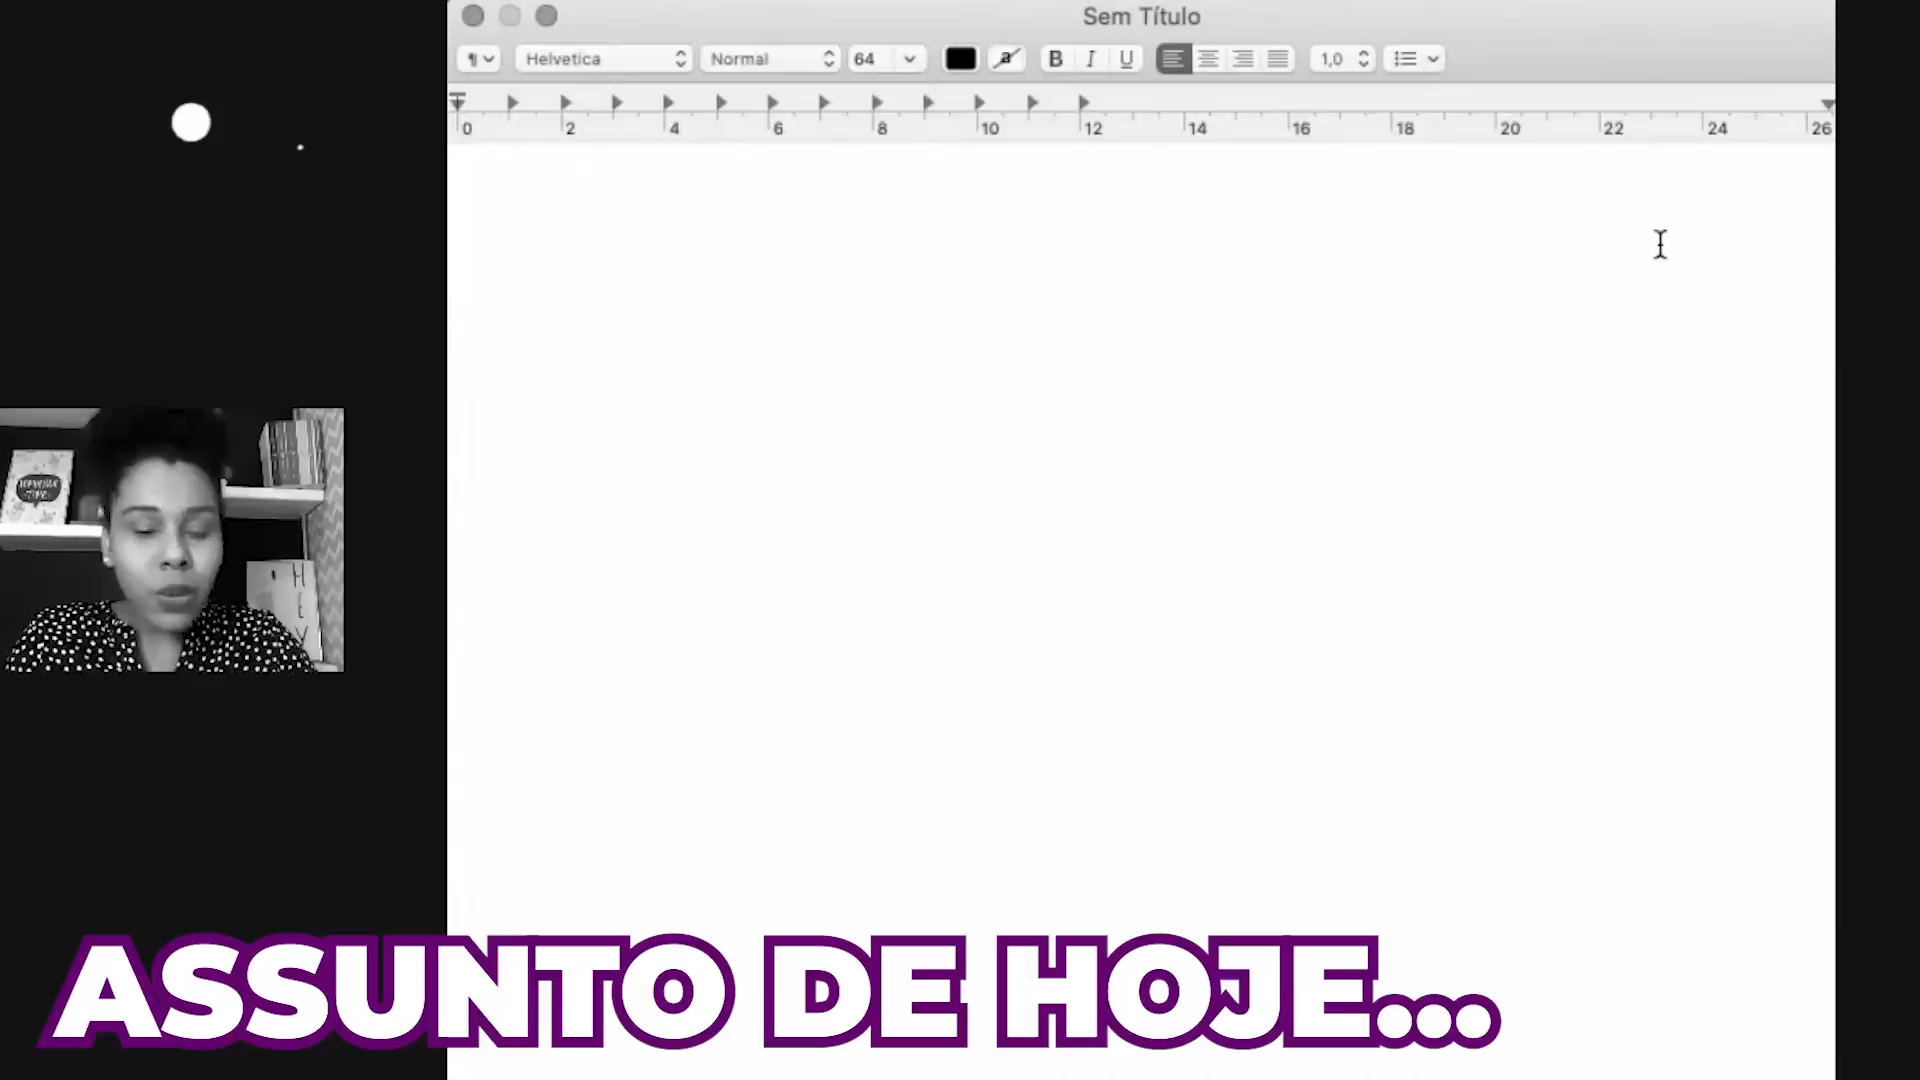 Sem Título
¶ Helvetica Normal 64 a B I U 1,0
0 2 4 6 8 10 12 14 16 18 20 22 24 26
HEY
ASSUNTO DE HOJE...